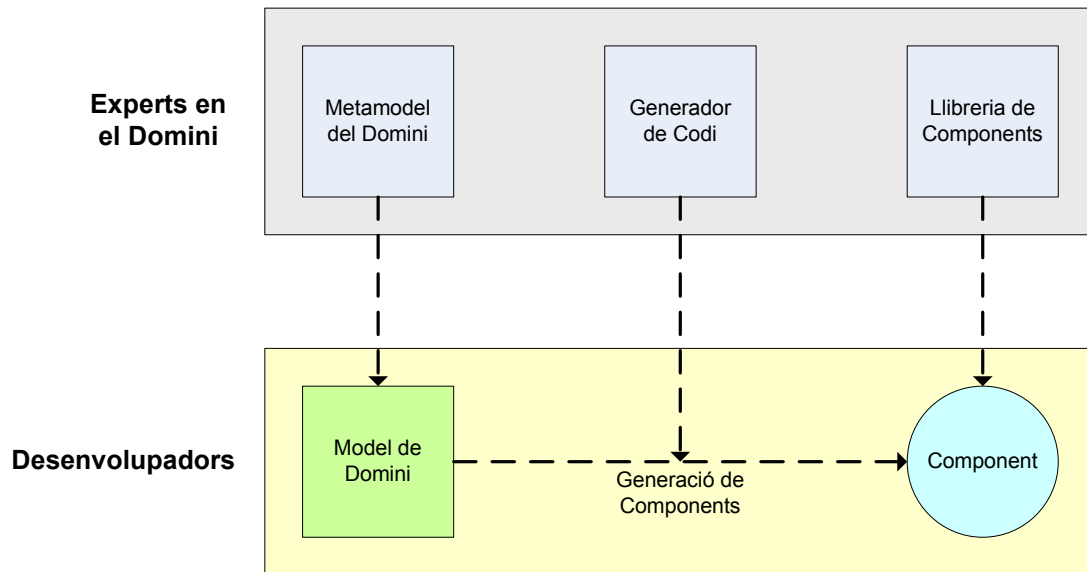 Experts en
el Domini
Metamodel
del Domini
Generador
de Codi
Llibreria de
Components
Desenvolupadors
Model de
Domini
Generació de
Components
Component